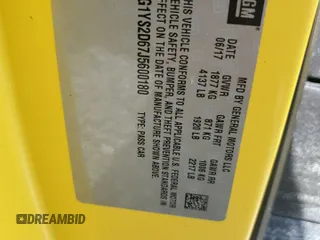 GM
MFD BY GENERAL MOTORS LLC
DATE GVWR GAWR FRT GAWR RR
06/17 1877 KG 871 KG 1006 KG
4137 LB 1920 LB 2217 LB
THIS VEHICLE CONFORMS TO ALL APPLICABLE U.S. FEDERAL MOTOR
VEHICLE SAFETY, BUMPER, AND THEFT PREVENTION STANDARDS IN
EFFECT ON THE DATE OF MANUFACTURE SHOWN ABOVE.
G1YS2D67J5600180 TYPE: PASS CAR
DREAMBID